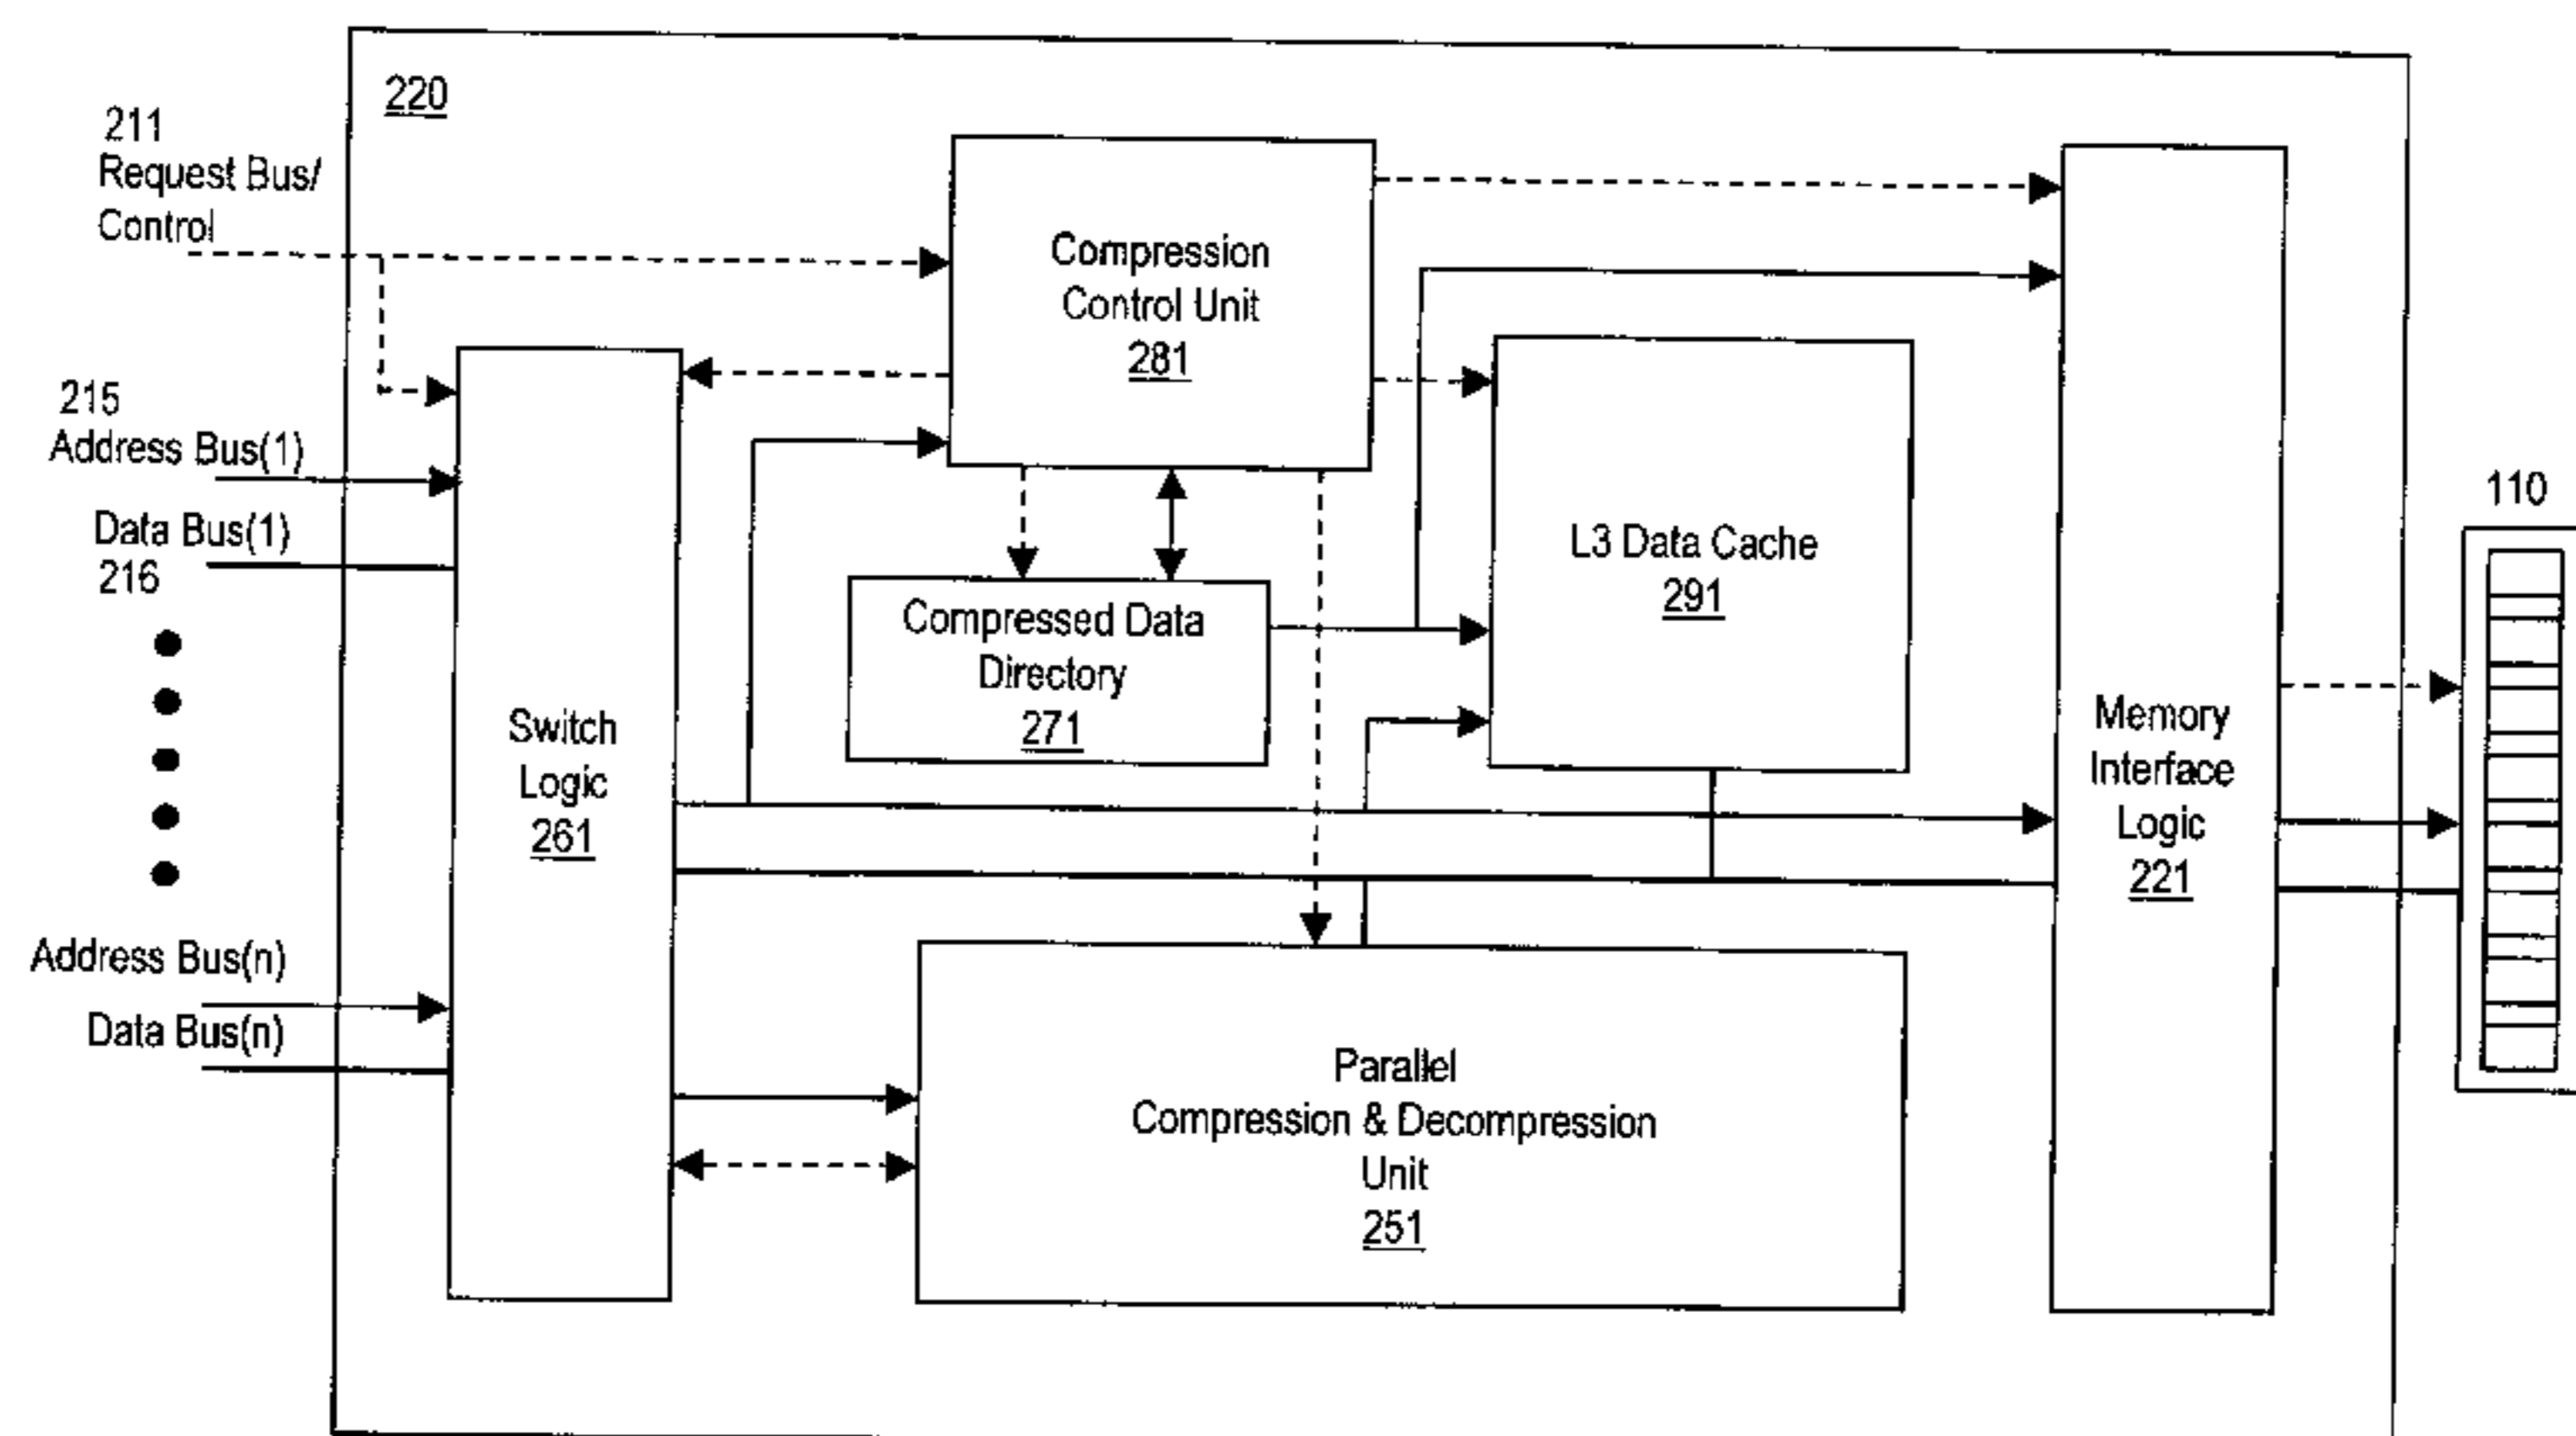 220
211
Request Bus/
Control
Compression
Control Unit
281
215
Address Bus(1)
Data Bus(1)
216
110
L3 Data Cache
291
Compressed Data
Directory
271
Switch
Logic
261
Memory
Interface
Logic
221
Address Bus(n)
Data Bus(n)
Parallel
Compression & Decompression
Unit
251